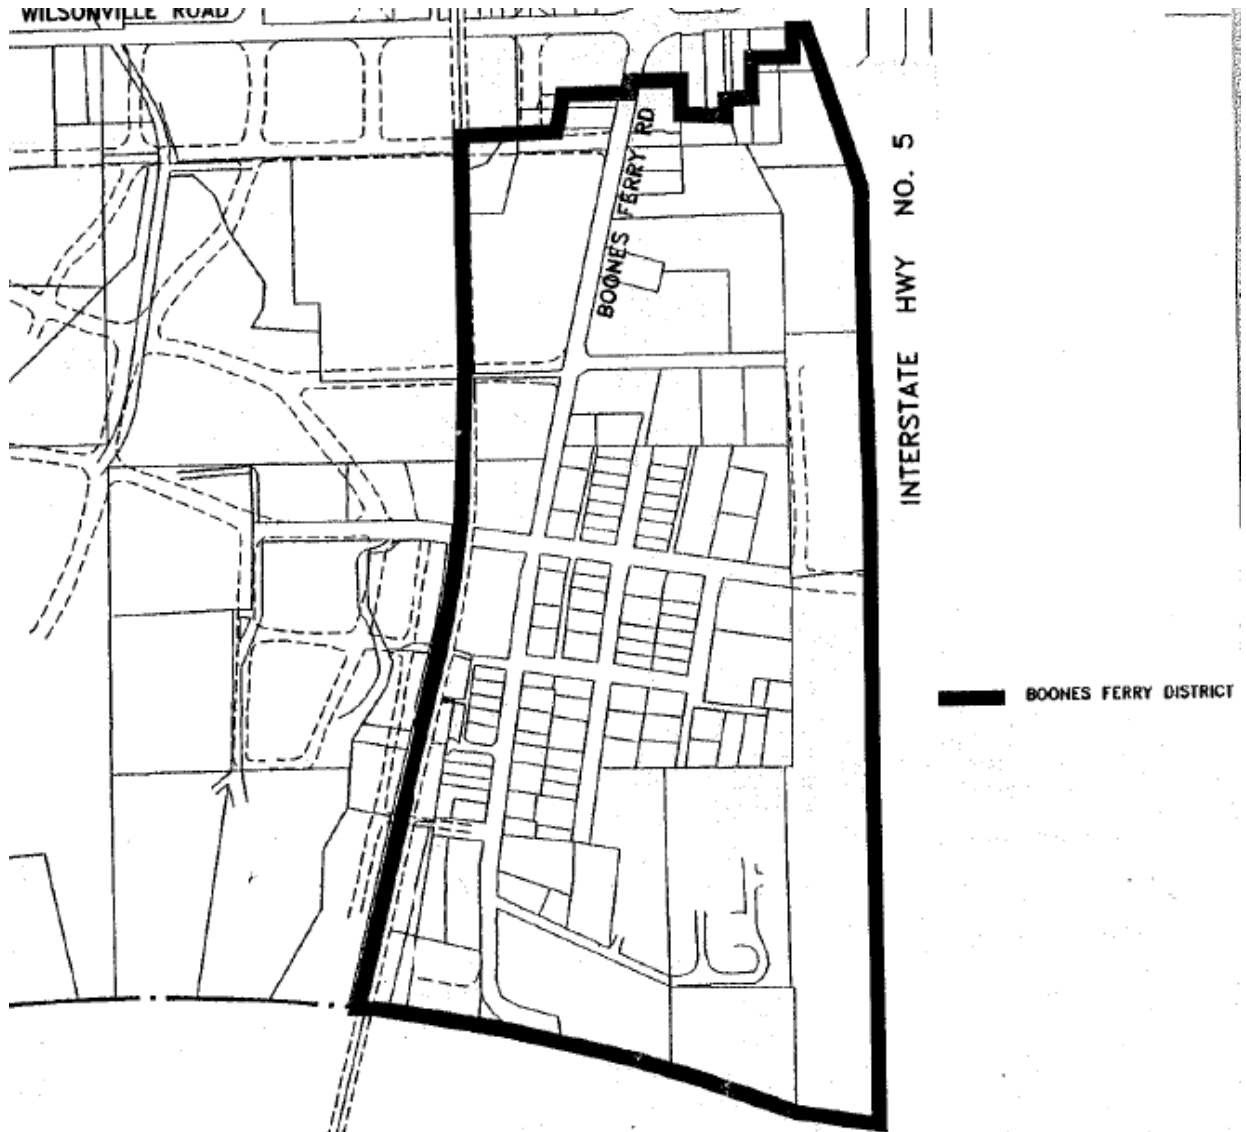 WILSONVILLE ROAD
BOONES FERRY RD
INTERSTATE HWY NO. 5
BOONES FERRY DISTRICT